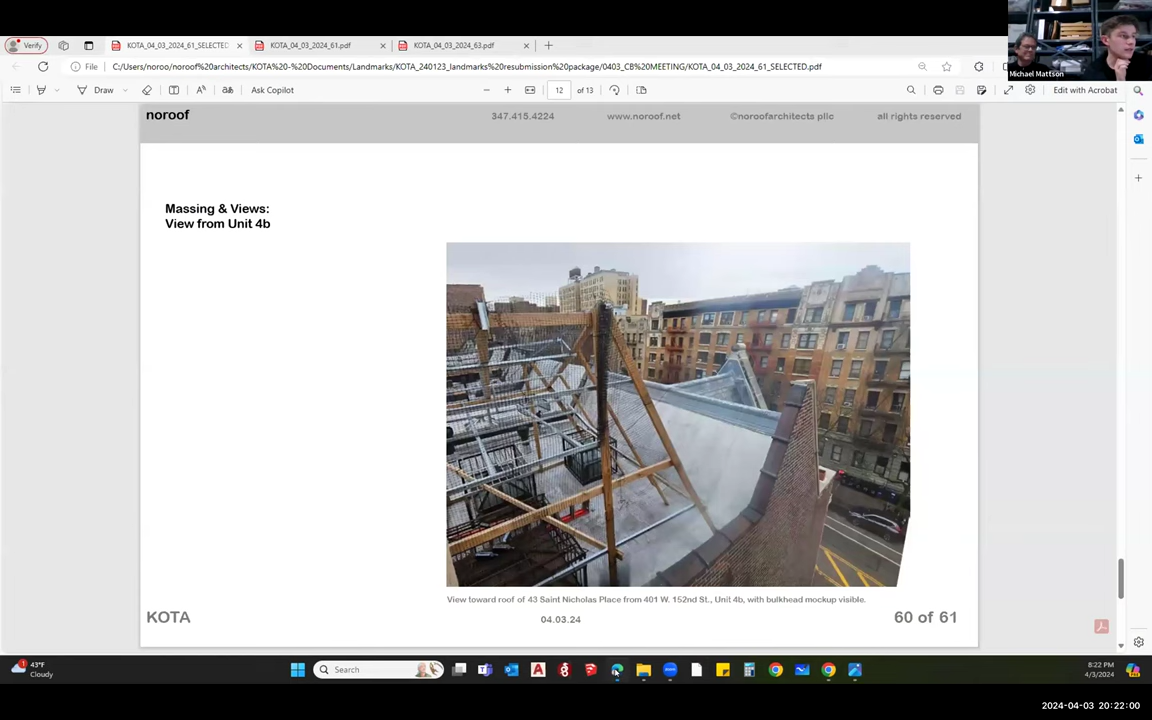 Michael Mattson
Verify
KOTA_04_03_2024_61_SELECTED
KOTA_04_03_2024_61.pdf
KOTA_04_03_2024_63.pdf
File
C:/Users/noroo/noroof%20architects/KOTA%20-%20Documents/Landmarks/KOTA_240123_landmarks%20resubmission%20package/0403_CB%20MEETING/KOTA_04_03_2024_61_SELECTED.pdf
Draw
Ask Copilot
12 of 13
Edit with Acrobat
noroof
347.415.4224
www.noroof.net
©noroofarchitects pllc
all rights reserved
Massing & Views:
View from Unit 4b
View toward roof of 43 Saint Nicholas Place from 401 W. 152nd St., Unit 4b, with bulkhead mockup visible.
KOTA
04.03.24
60 of 61
1
43°F
Cloudy
Search
8:22 PM
4/3/2024
2024-04-03 20:22:00